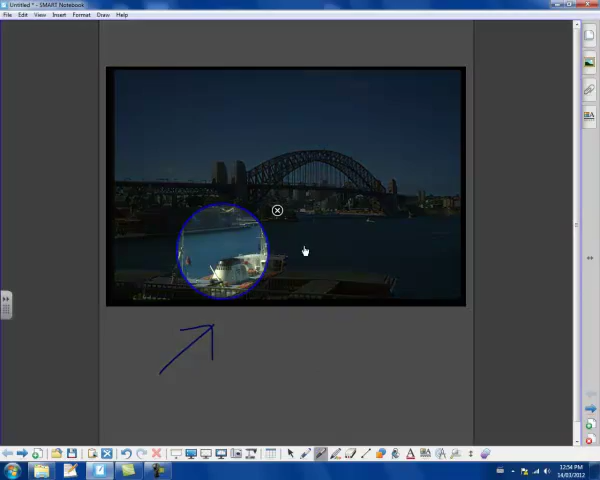 Untitled * - SMART Notebook
File Edit View Insert Format Draw Help
12:54 PM
14/03/2012